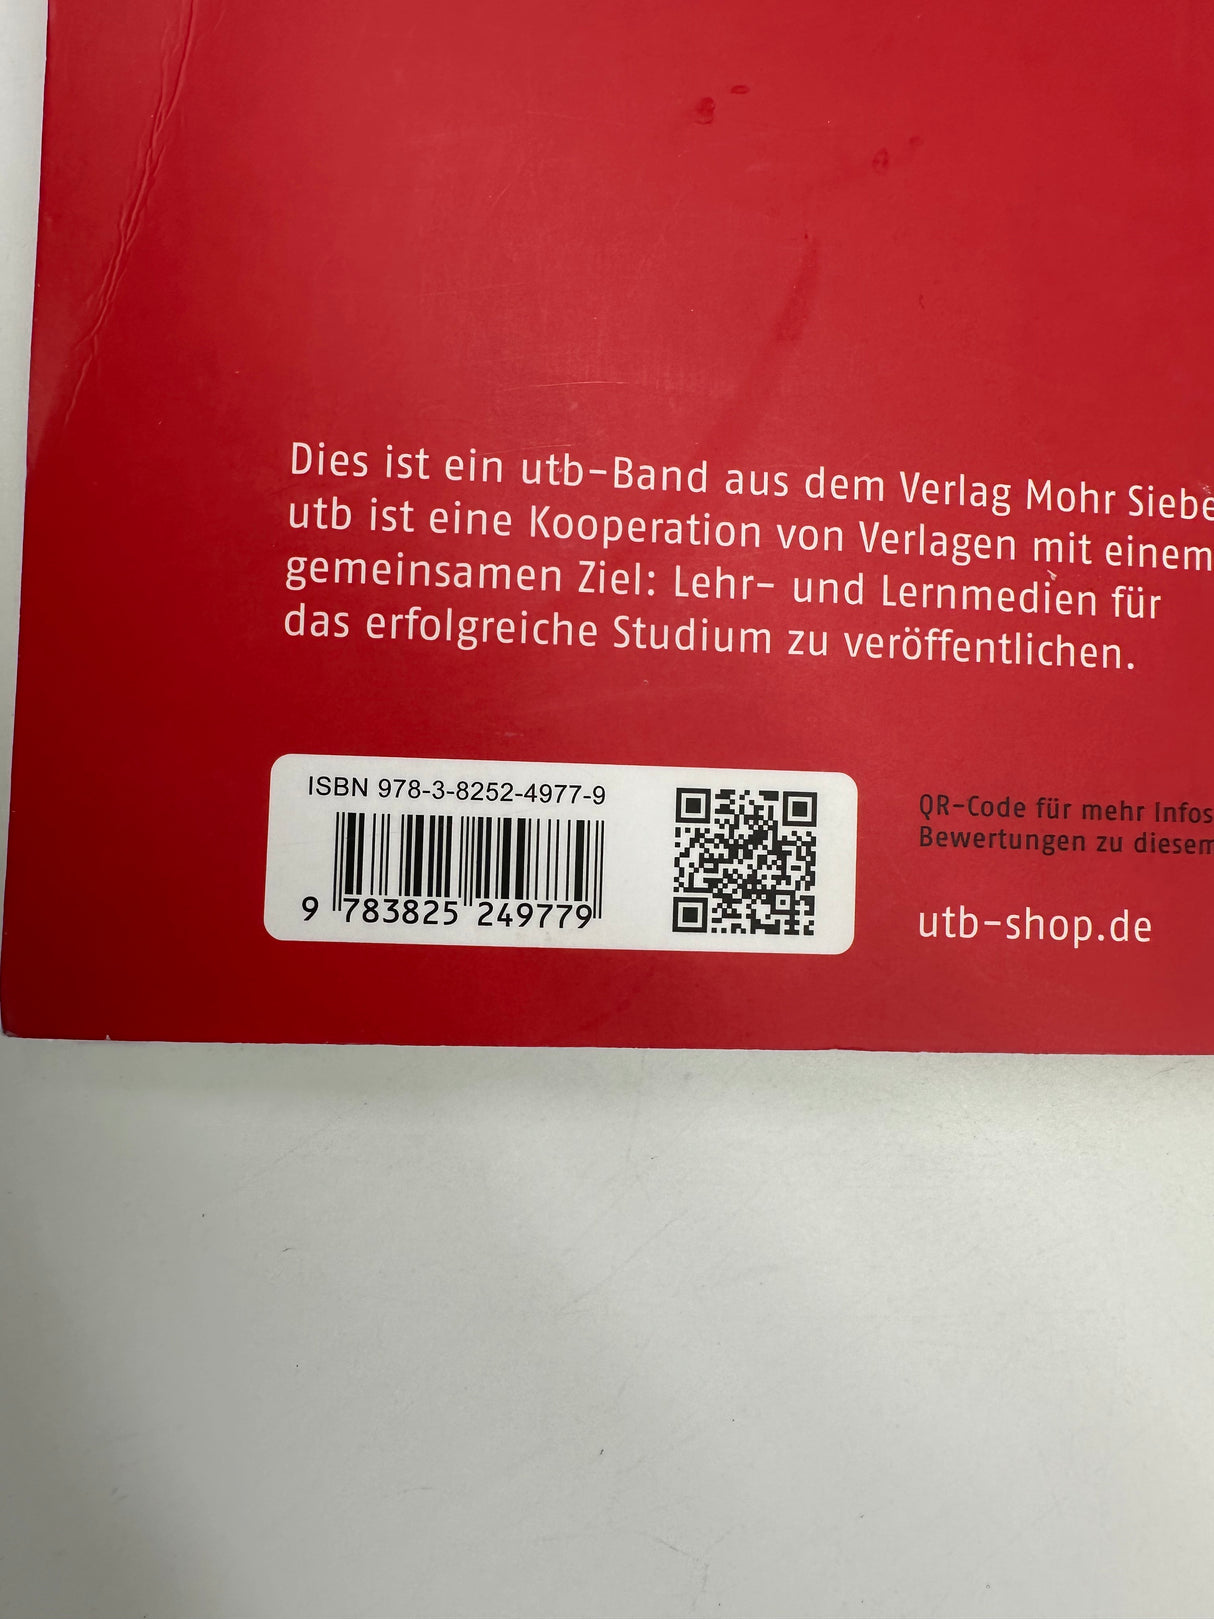 Dies ist ein utb-Band aus dem Verlag Mohr Siebe
utb ist eine Kooperation von Verlagen mit einem
gemeinsamen Ziel: Lehr- und Lernmedien für
das erfolgreiche Studium zu veröffentlichen.
ISBN 978-3-8252-4977-9
9 783825 249779
QR-Code für mehr Infos
Bewertungen zu diesem
utb-shop.de